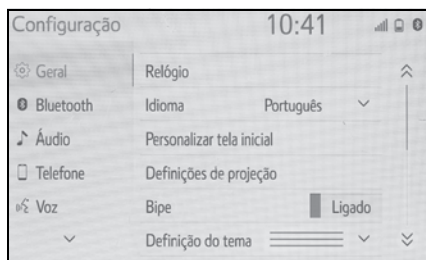 Configuração 10:41
Geral
Bluetooth
Áudio
Telefone
Voz
Relógio
Idioma Português
Personalizar tela inicial
Definições de projeção
Bipe Ligado
Definição do tema